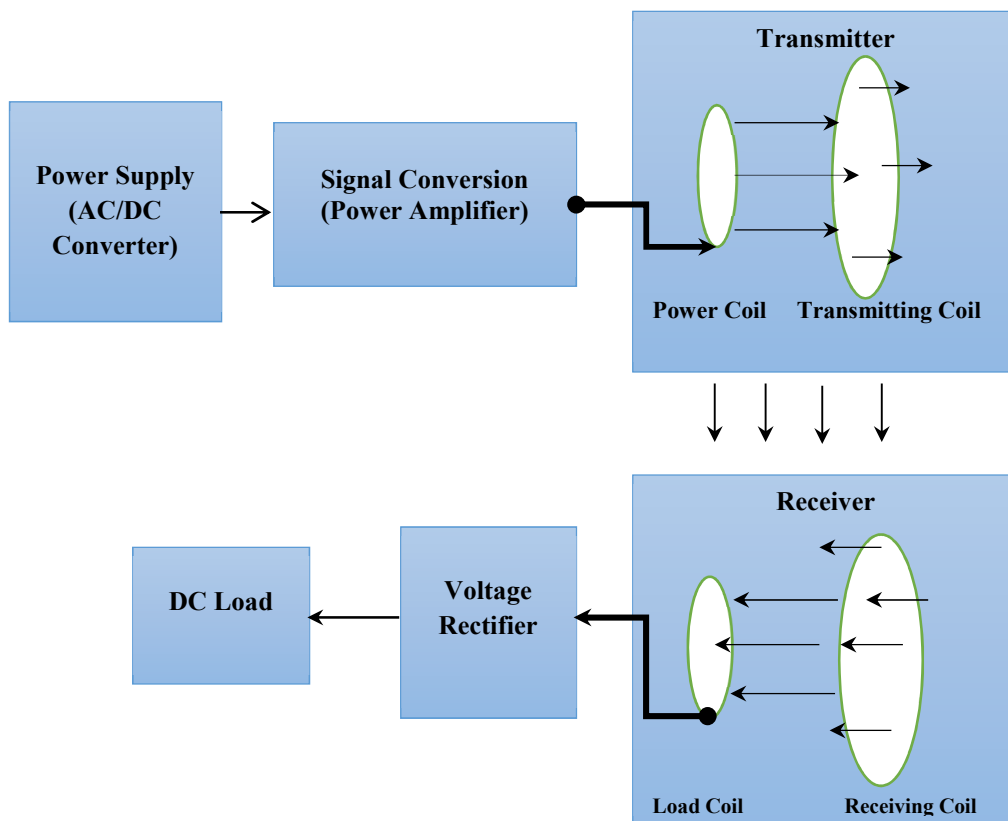 Transmitter
Power Supply
(AC/DC
Converter)
Signal Conversion
(Power Amplifier)
Power Coil
Transmitting Coil
Receiver
DC Load
Voltage
Rectifier
Load Coil
Receiving Coil